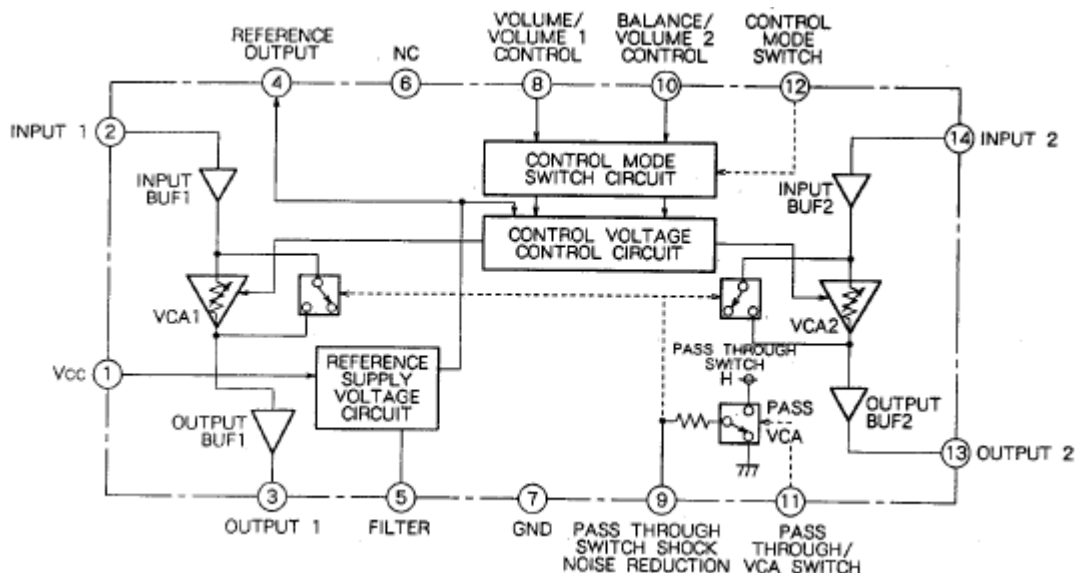 REFERENCE
OUTPUT
NC
VOLUME/
VOLUME 1
CONTROL
BALANCE/
VOLUME 2
CONTROL
CONTROL
MODE
SWITCH
4
6
8
10
12
INPUT 1
2
14
INPUT 2
INPUT
BUF1
CONTROL MODE
SWITCH CIRCUIT
INPUT
BUF2
CONTROL VOLTAGE
CONTROL CIRCUIT
VCA1
VCA2
Vcc
1
REFERENCE
SUPPLY
VOLTAGE
CIRCUIT
PASS THROUGH
SWITCH
H
PASS
VCA
OUTPUT
BUF1
OUTPUT
BUF2
13
OUTPUT 2
3
5
7
9
11
OUTPUT 1
FILTER
GND
PASS THROUGH
SWITCH SHOCK
NOISE REDUCTION
PASS
THROUGH/
VCA SWITCH